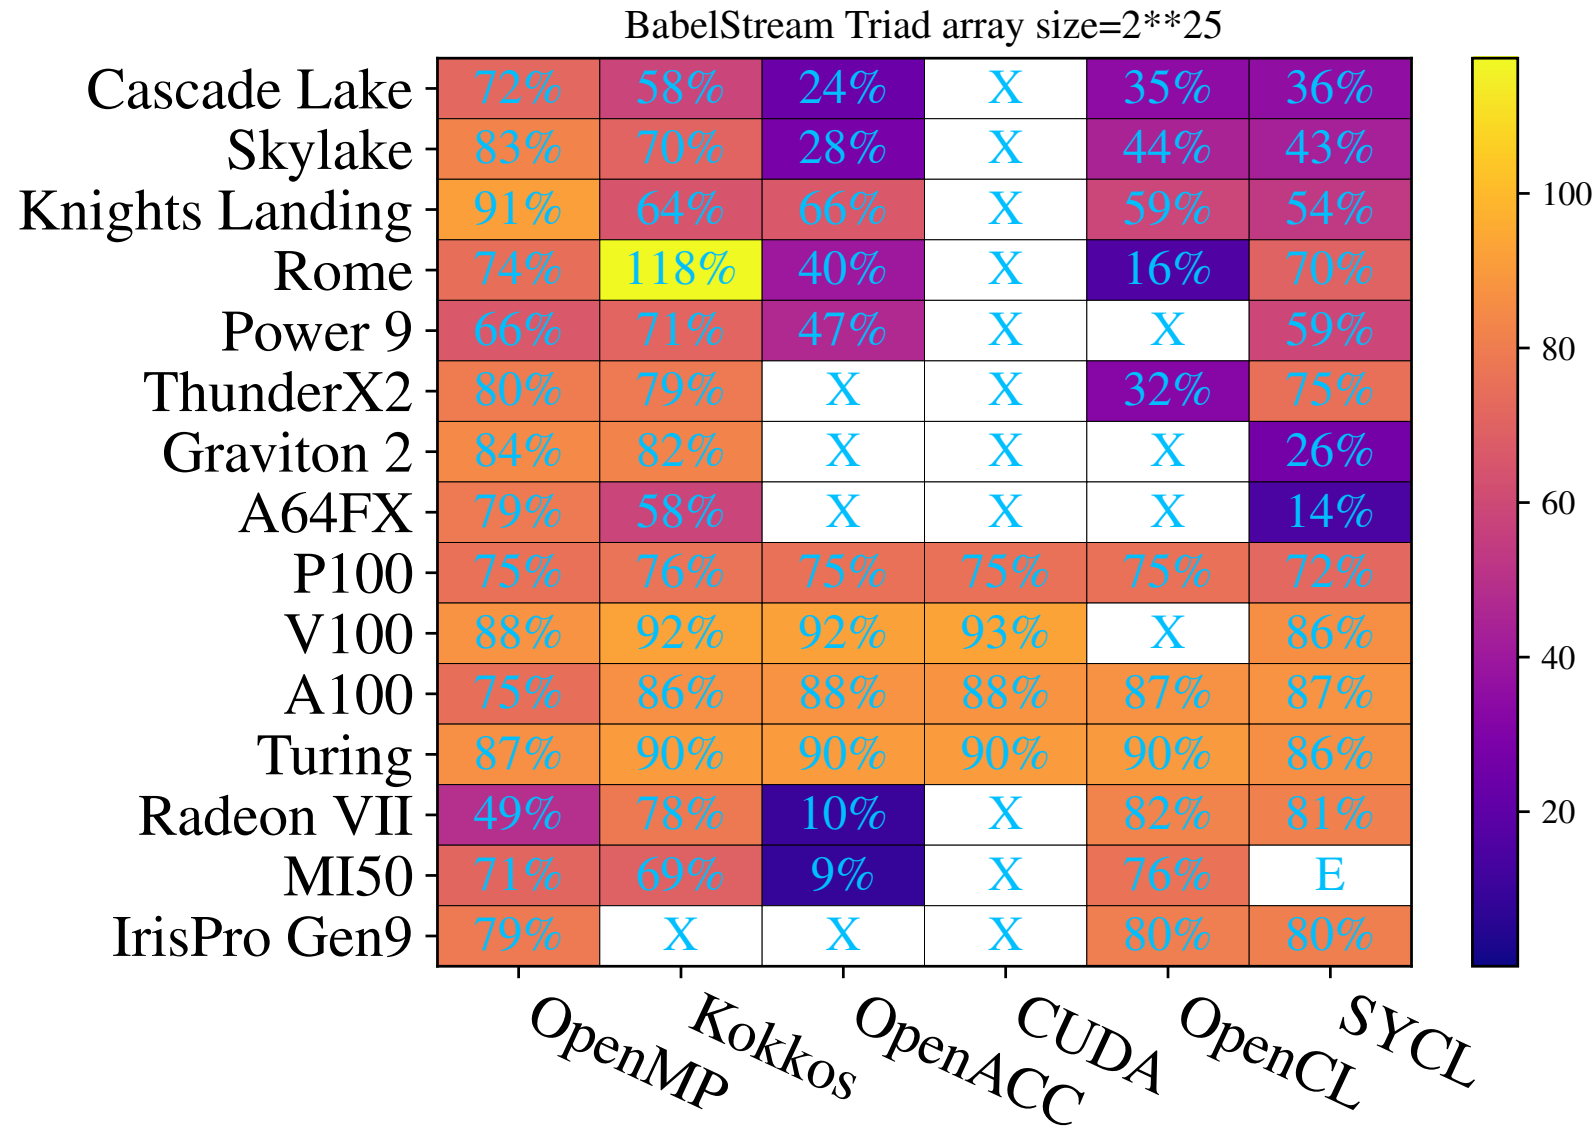 BabelStream Triad array size=2**25
Cascade Lake 72% 58% 24% X 35% 36%
Skylake 83% 70% 28% X 44% 43%
Knights Landing 91% 64% 66% X 59% 54%
Rome 74% 118% 40% X 16% 70%
Power 9 66% 71% 47% X X 59%
ThunderX2 80% 79% X X 32% 75%
Graviton 2 84% 82% X X X 26%
A64FX 79% 58% X X X 14%
P100 75% 76% 75% 75% 75% 72%
V100 88% 92% 92% 93% X 86%
A100 75% 86% 88% 88% 87% 87%
Turing 87% 90% 90% 90% 90% 86%
Radeon VII 49% 78% 10% X 82% 81%
MI50 71% 69% 9% X 76% E
IrisPro Gen9 79% X X X 80% 80%
OpenMP Kokkos OpenACC CUDA OpenCL SYCL
100
80
60
40
20